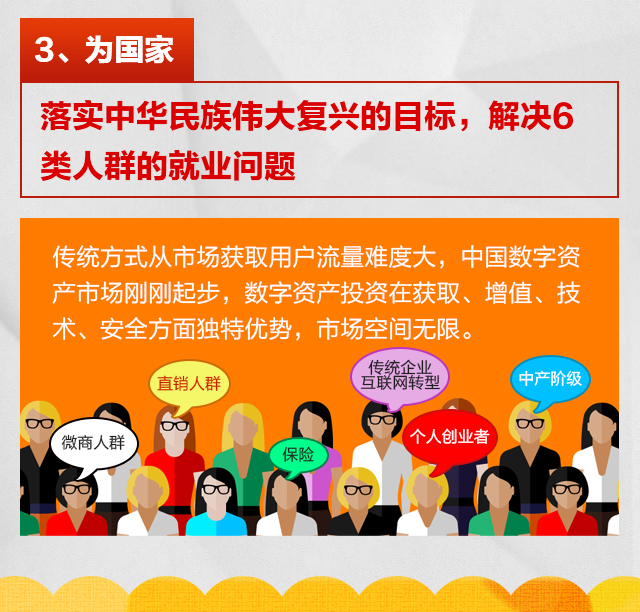 3、为国家
落实中华民族伟大复兴的目标，解决6
类人群的就业问题
传统方式从市场获取用户流量难度大，中国数字资
产市场刚刚起步，数字资产投资在获取、增值、技
术、安全方面独特优势，市场空间无限。
直销人群
传统企业
互联网转型
中产阶级
微商人群
保险
个人创业者